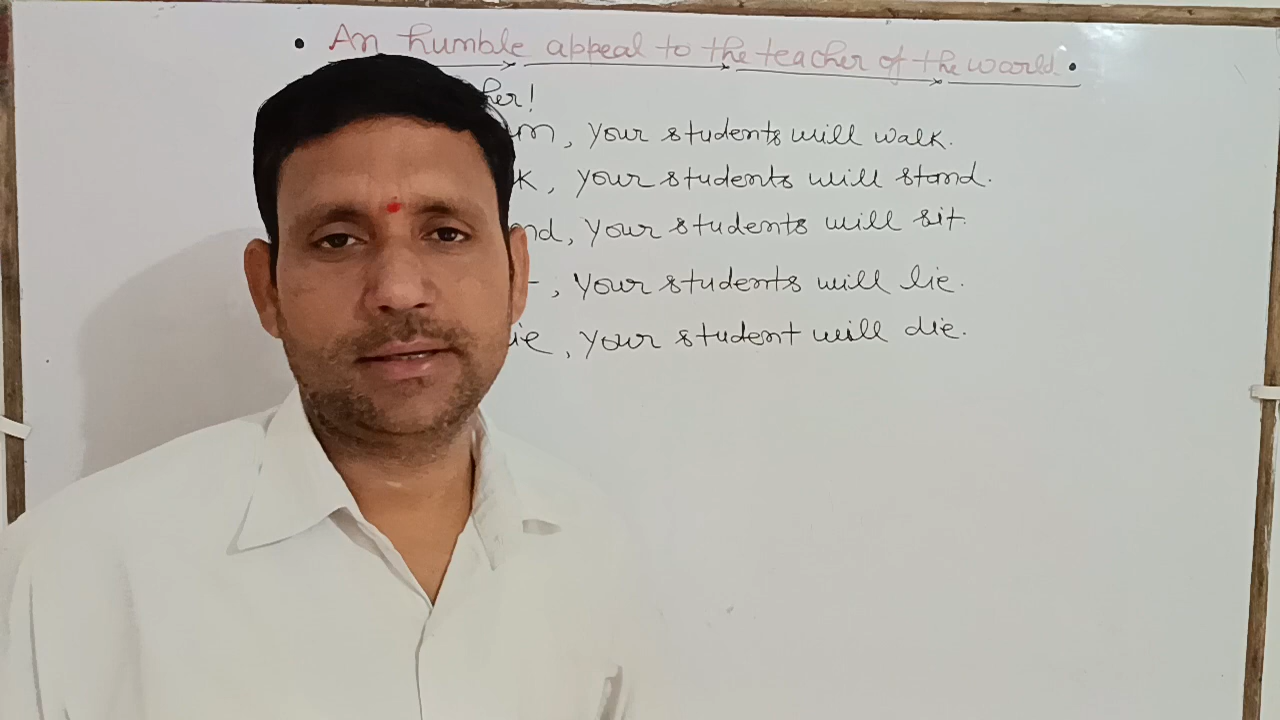 • An humble appeal to the teacher of the world. •
her!
, your students will walk.
k, your students will stand.
nd, your students will sit.
, your students will lie.
ie, your student will die.